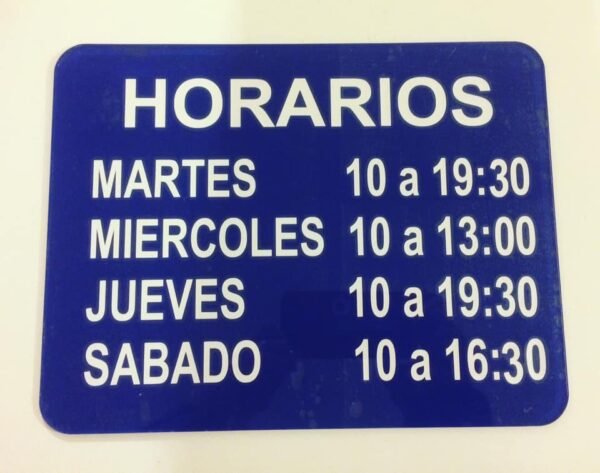 HORARIOS
MARTES 10 a 19:30
MIERCOLES 10 a 13:00
JUEVES 10 a 19:30
SABADO 10 a 16:30